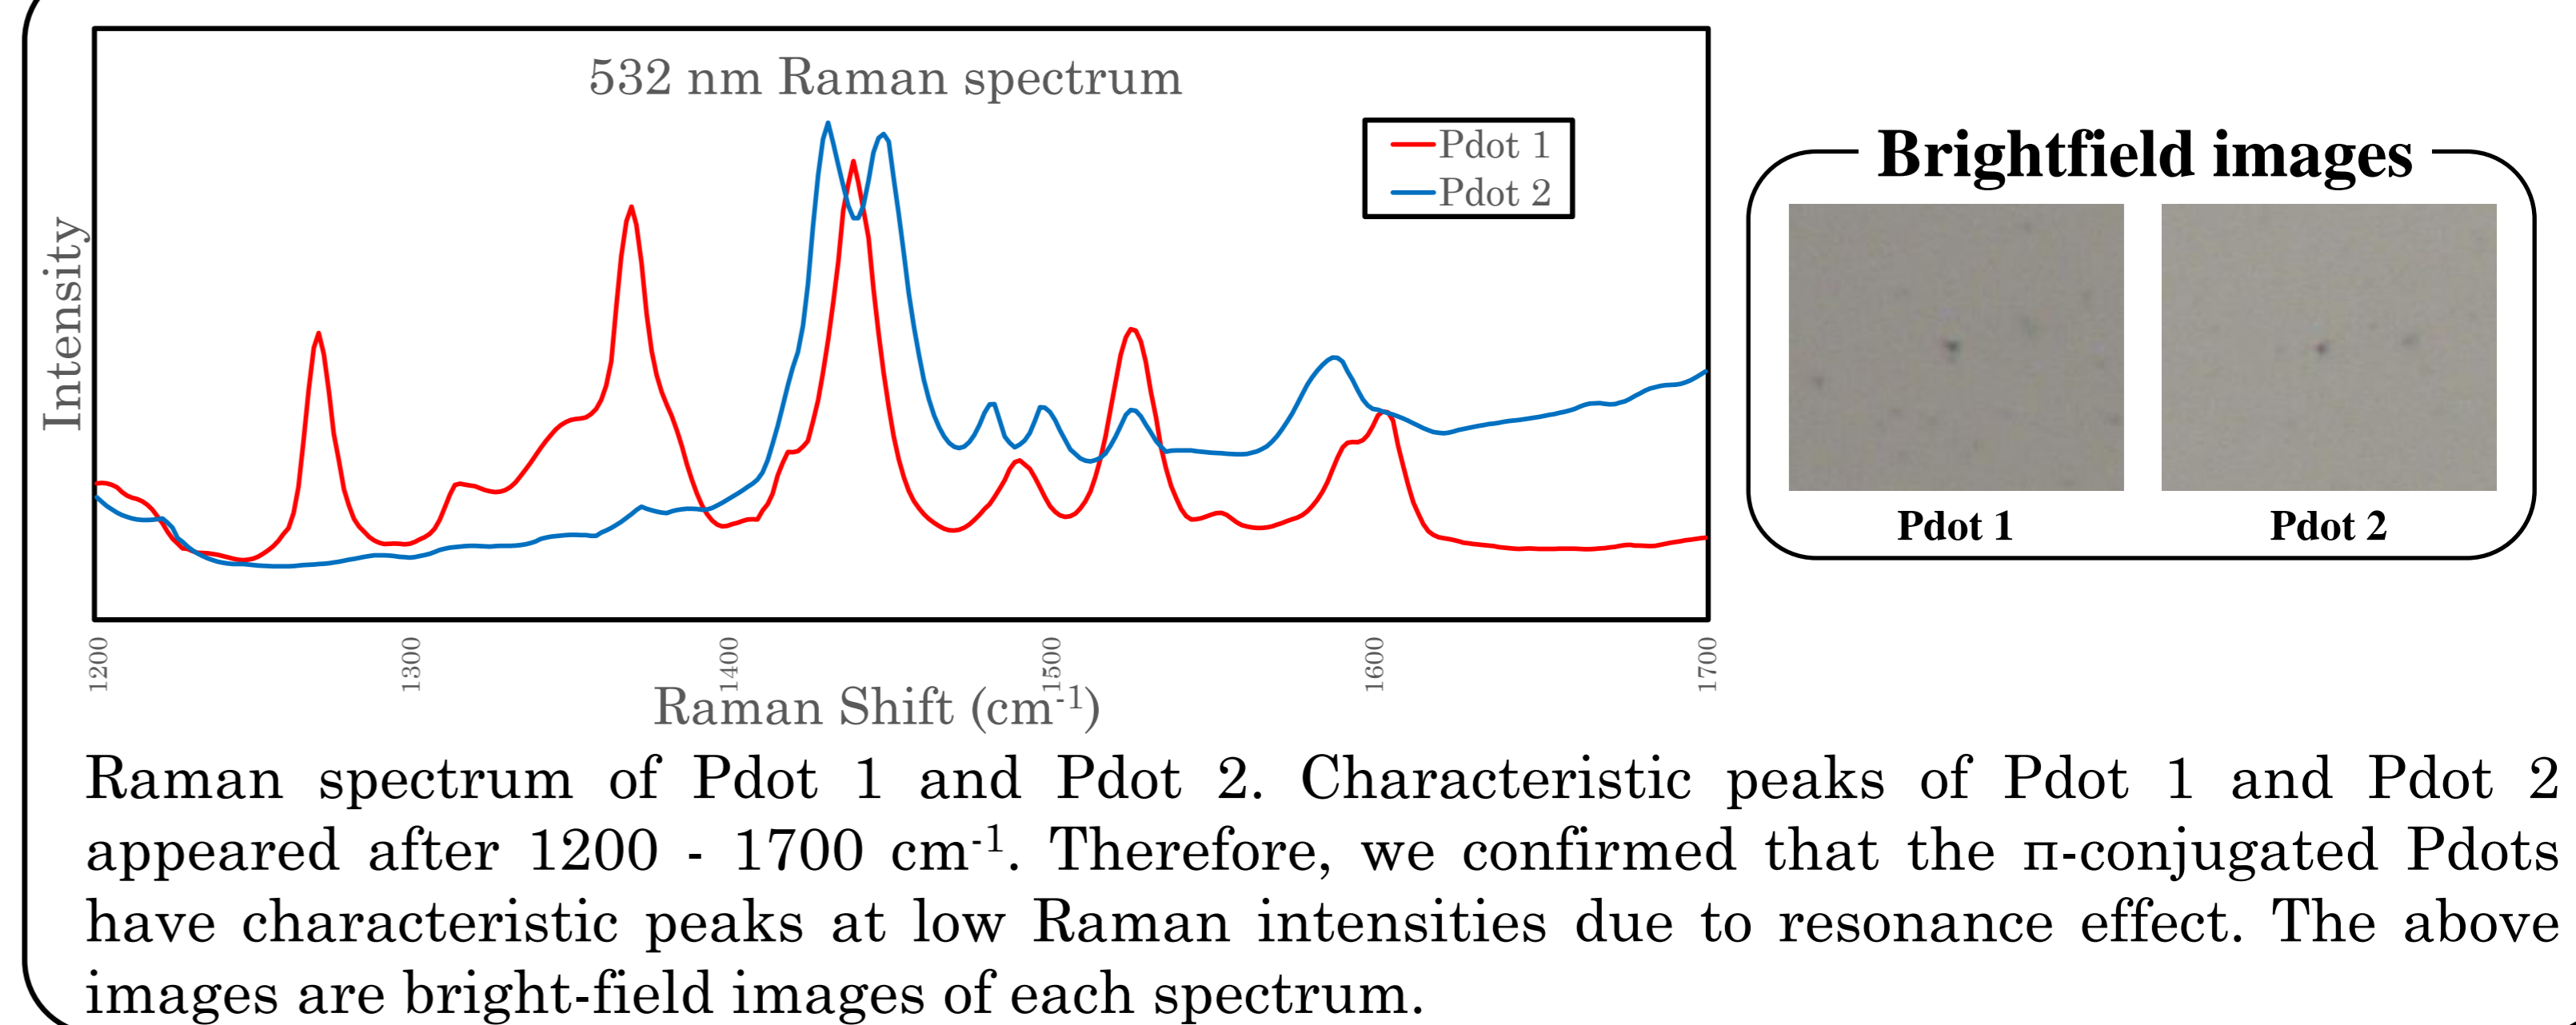 532 nm Raman spectrum
Pdot 1
Pdot 2
Intensity
1200
1300
1400
1500
1600
1700
Raman Shift (cm-1)
Brightfield images
Pdot 1
Pdot 2
Raman spectrum of Pdot 1 and Pdot 2. Characteristic peaks of Pdot 1 and Pdot 2
appeared after 1200 - 1700 cm-1. Therefore, we confirmed that the π-conjugated Pdots
have characteristic peaks at low Raman intensities due to resonance effect. The above
images are bright-field images of each spectrum.